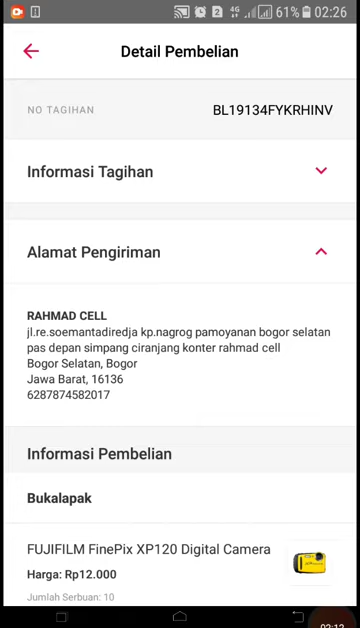 61% 02:26
Detail Pembelian
NO TAGIHAN BL19134FYKRHINV
Informasi Tagihan
Alamat Pengiriman
RAHMAD CELL
jl.re.soemantadiredja kp.nagrog pamoyanan bogor selatan
pas depan simpang ciranjang konter rahmad cell
Bogor Selatan, Bogor
Jawa Barat, 16136
6287874582017
Informasi Pembelian
Bukalapak
FUJIFILM FinePix XP120 Digital Camera
Harga: Rp12.000
Jumlah Serbuan: 10